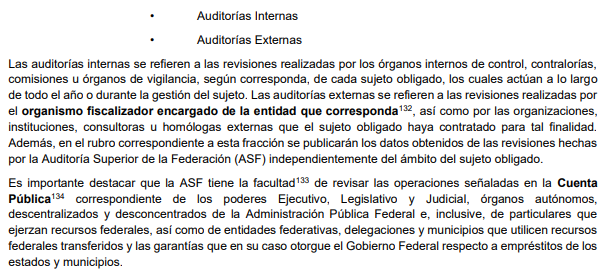 • Auditorías Internas
• Auditorías Externas
Las auditorías internas se refieren a las revisiones realizadas por los órganos internos de control, contralorías,
comisiones u órganos de vigilancia, según corresponda, de cada sujeto obligado, los cuales actúan a lo largo
de todo el año o durante la gestión del sujeto. Las auditorías externas se refieren a las revisiones realizadas por
el organismo fiscalizador encargado de la entidad que corresponda132, así como por las organizaciones,
instituciones, consultoras u homólogas externas que el sujeto obligado haya contratado para tal finalidad.
Además, en el rubro correspondiente a esta fracción se publicarán los datos obtenidos de las revisiones hechas
por la Auditoría Superior de la Federación (ASF) independientemente del ámbito del sujeto obligado.
Es importante destacar que la ASF tiene la facultad133 de revisar las operaciones señaladas en la Cuenta
Pública134 correspondiente de los poderes Ejecutivo, Legislativo y Judicial, órganos autónomos,
descentralizados y desconcentrados de la Administración Pública Federal e, inclusive, de particulares que
ejerzan recursos federales, así como de entidades federativas, delegaciones y municipios que utilicen recursos
federales transferidos y las garantías que en su caso otorgue el Gobierno Federal respecto a empréstitos de los
estados y municipios.